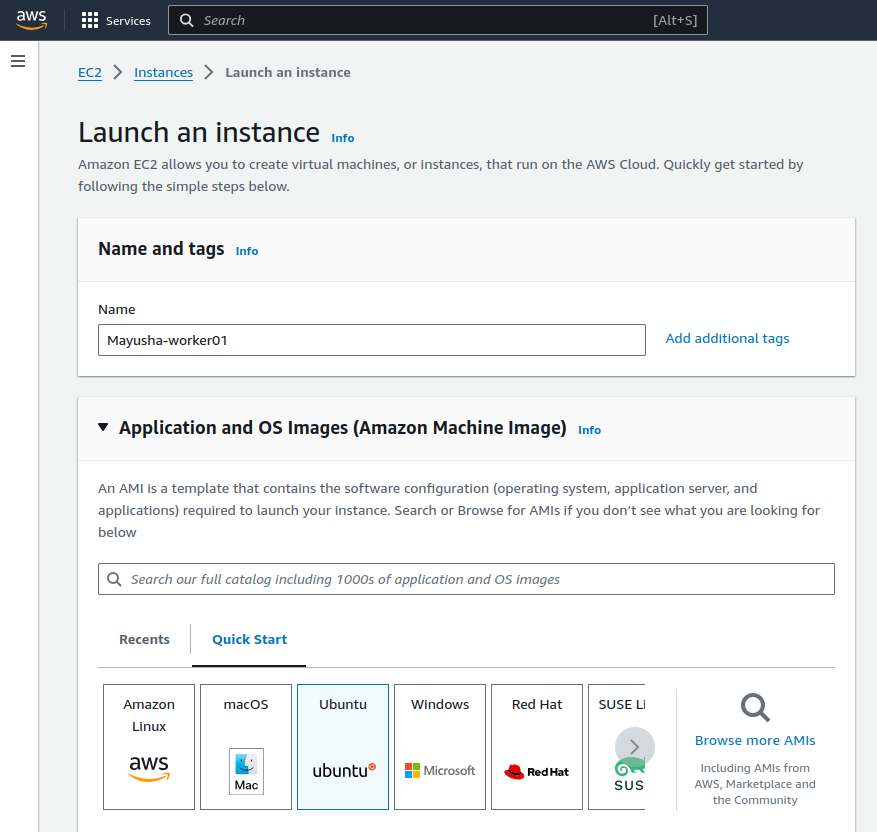 aws Services Search [Alt+S]
EC2 Instances Launch an instance
Launch an instance Info
Amazon EC2 allows you to create virtual machines, or instances, that run on the AWS Cloud. Quickly get started by
following the simple steps below.
Name and tags Info
Name
Mayusha-worker01 Add additional tags
Application and OS Images (Amazon Machine Image) Info
An AMI is a template that contains the software configuration (operating system, application server, and
applications) required to launch your instance. Search or Browse for AMIs if you don’t see what you are looking for
below
Search our full catalog including 1000s of application and OS images
Recents Quick Start
Amazon
Linux
aws
macOS
Mac
Ubuntu
ubuntu
Windows
Microsoft
Red Hat
Red Hat
SUSE Li
SUS
Browse more AMIs
Including AMIs from
AWS, Marketplace and
the Community